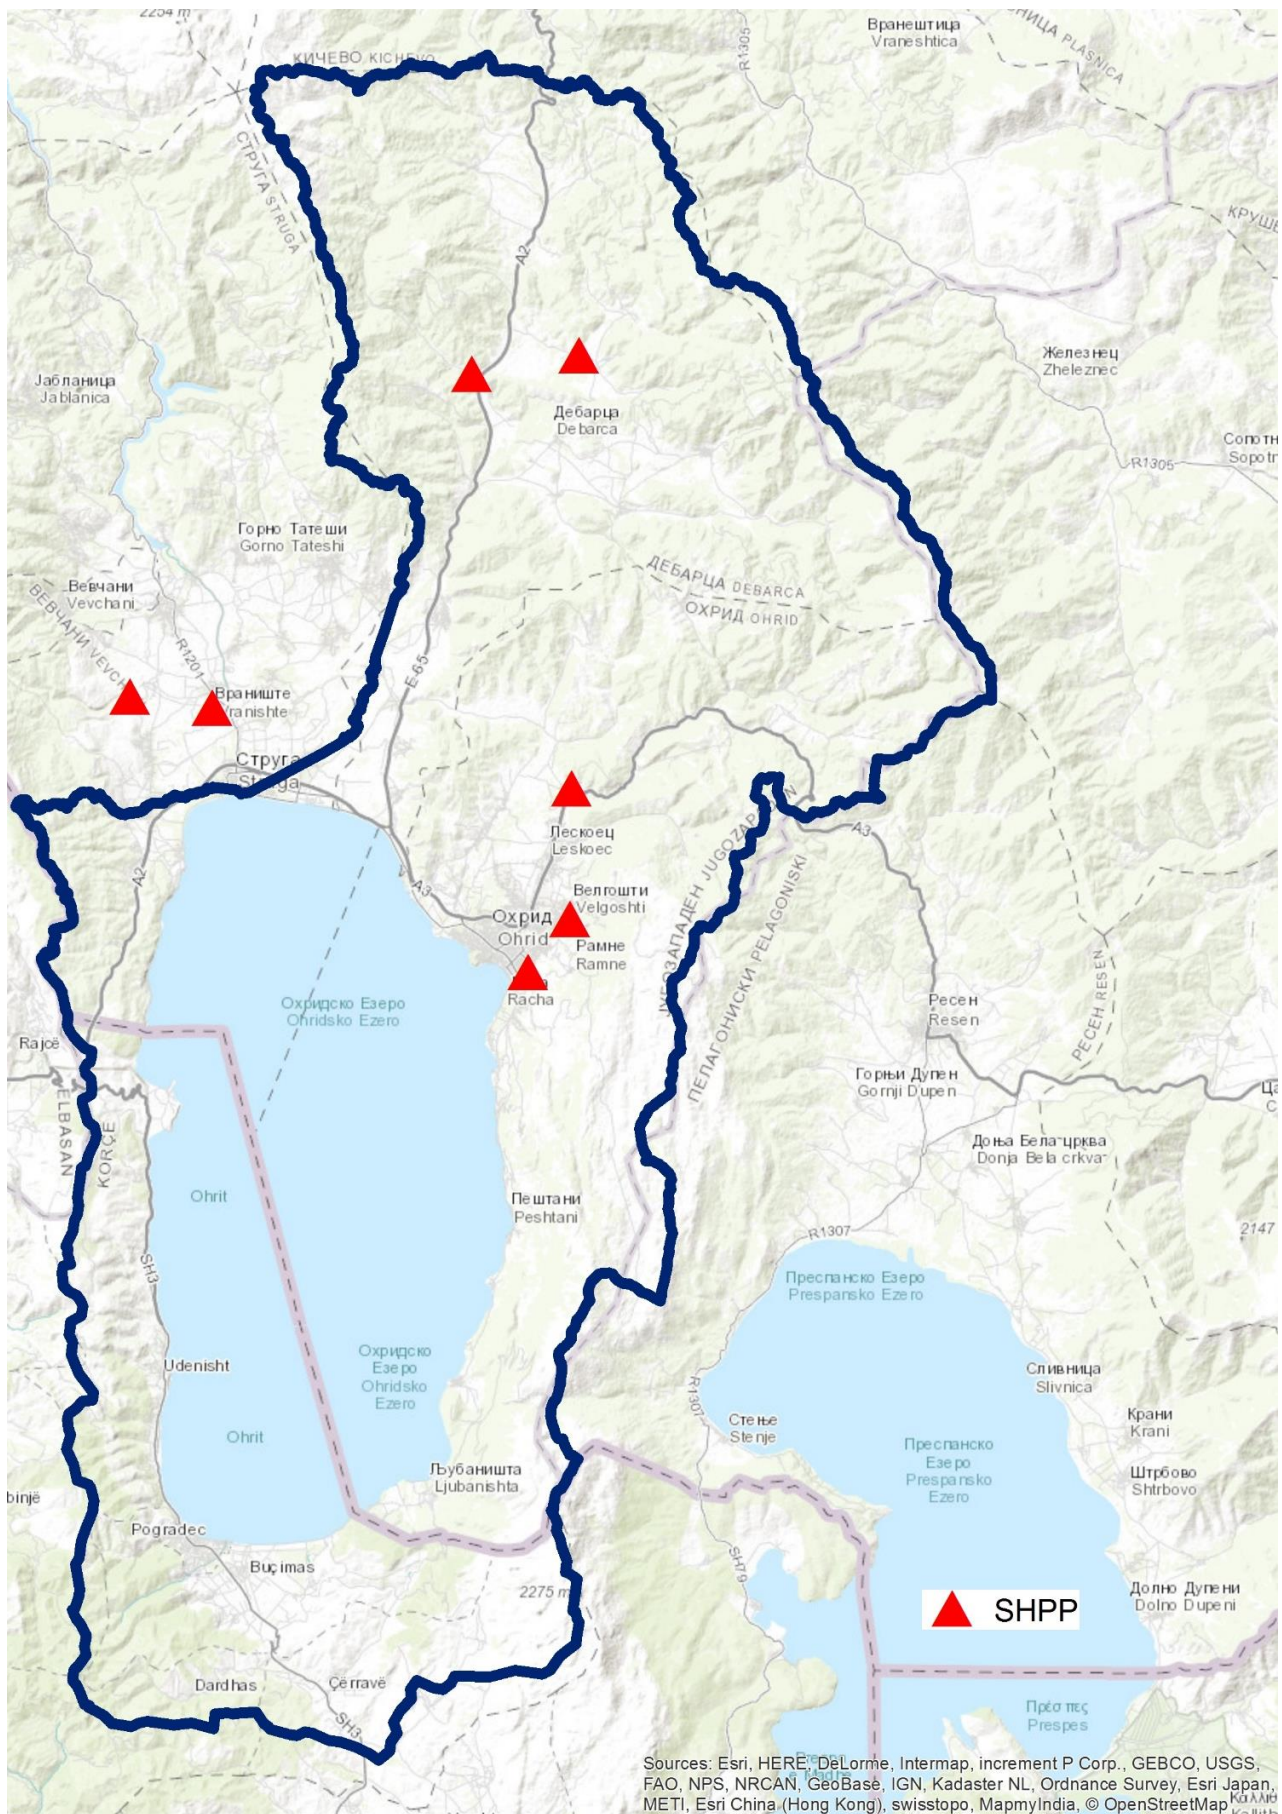 2254 m
Вранештица
Vraneshtica
R1305
PLASNICA
КИЧЕВО KICHEVO
СТРУГА STRUGA
A2
Јабланица
Jablanica
Железнец
Zheleznec
Дебарца
Debarca
R1305
Горно Татеши
Gorno Tateshi
Вевчани
Vevchani
R1201
ДЕБАРЦА DEBARCA
ОХРИД OHRID
E-65
Враниште
Vranishte
Струга
Struga
A2
Лескоец
Leskoec
A3
A3
Велгошти
Velgoshti
Охрид
Ohrid
Рамне
Ramne
Racha
ЈУГОЗАПАДЕН JUGOZAPADEN
ПЕЛАГОНИСКИ PELAGONISKI
РЕСЕН RESEN
Охридско Езеро
Ohridsko Ezero
Ресен
Resen
Rajcë
ELBASAN
KORÇË
Горњи Дупен
Gornji Dupen
Доња Бела црква
Donja Bela crkva
Ohrit
Пештани
Peshtani
R1307
2147
SH3
Преспанско Езеро
Prespansko Ezero
Udenisht
Охридско
Езеро
Ohridsko
Ezero
Сливница
Slivnica
R1307
Стење
Stenje
Крани
Krani
Ohrit
Преспанско
Езеро
Prespansko
Ezero
Љубаништа
Ljubanishta
Штрбово
Shtrbovo
Pogradec
Buçimas
SH79
2275 m
Долно Дупени
Dolno Dupeni
SHPP
Dardhas
Çërravë
SH3
Πρέσπες
Prespes
Sources: Esri, HERE, DeLorme, Intermap, increment P Corp., GEBCO, USGS,
FAO, NPS, NRCAN, GeoBase, IGN, Kadaster NL, Ordnance Survey, Esri Japan,
METI, Esri China (Hong Kong), swisstopo, MapmyIndia, © OpenStreetMap